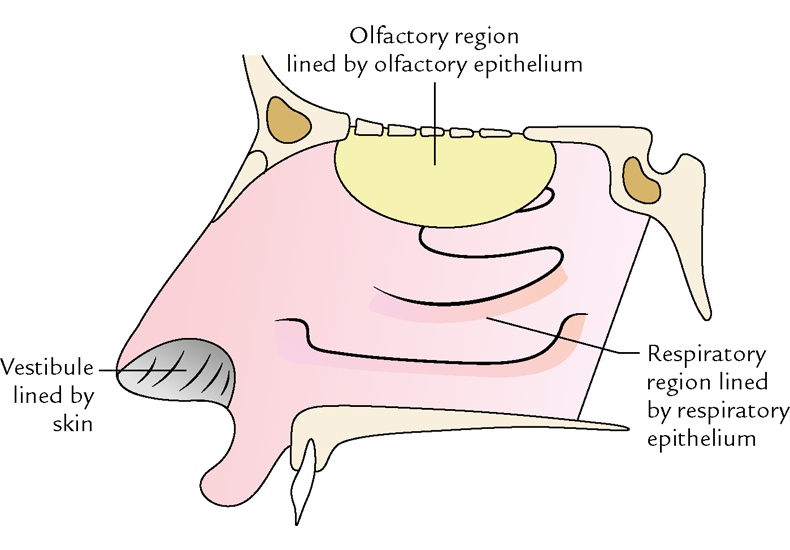 Olfactory region
lined by olfactory epithelium
Vestibule
lined by
skin
Respiratory
region lined
by respiratory
epithelium